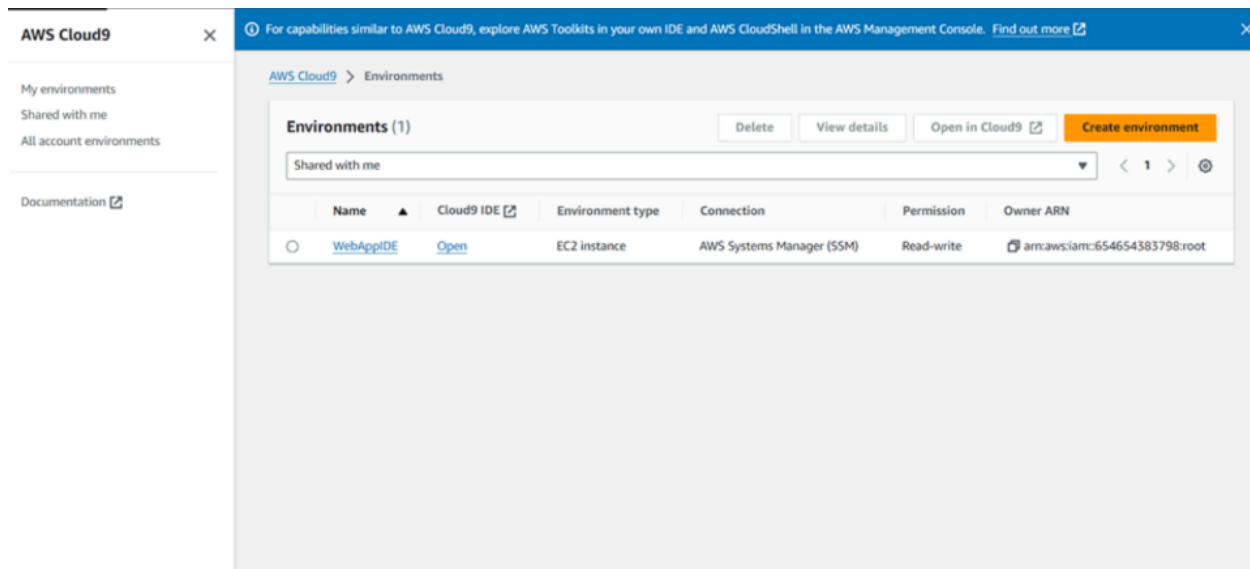 AWS Cloud9
For capabilities similar to AWS Cloud9, explore AWS Toolkits in your own IDE and AWS CloudShell in the AWS Management Console. Find out more
My environments
Shared with me
All account environments
Documentation
AWS Cloud9 > Environments
Environments (1)
Delete
View details
Open in Cloud9
Create environment
Shared with me
< 1 >
Name Cloud9 IDE Environment type Connection Permission Owner ARN
WebAppIDE Open EC2 instance AWS Systems Manager (SSM) Read-write arn:aws:iam::654654383798:root